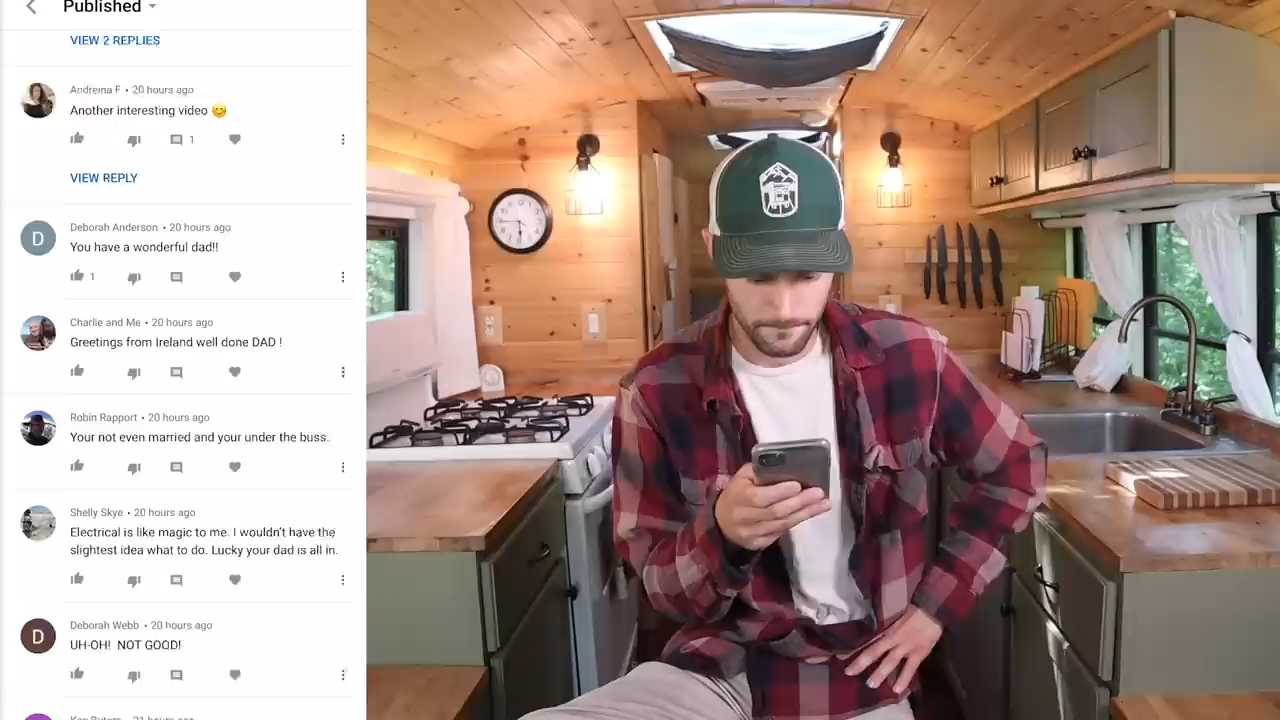 Published
VIEW 2 REPLIES
Andreina F • 20 hours ago
Another interesting video 😊
1
VIEW REPLY
D
Deborah Anderson • 20 hours ago
You have a wonderful dad!!
1
Charlie and Me • 20 hours ago
Greetings from Ireland well done DAD !
Robin Rapport • 20 hours ago
Your not even married and your under the buss.
Shelly Skye • 20 hours ago
Electrical is like magic to me. I wouldn't have the
slightest idea what to do. Lucky your dad is all in.
D
Deborah Webb • 20 hours ago
UH-OH! NOT GOOD!
21 hours ago